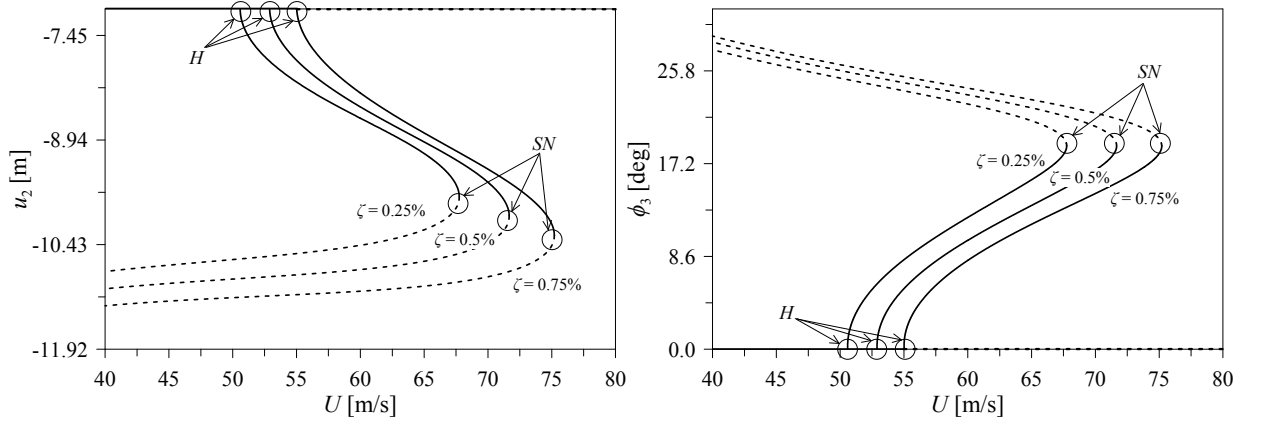 -7.45
-8.94
-10.43
-11.92
u2 [m]
H
SN
ζ = 0.25%
ζ = 0.5%
ζ = 0.75%
40 45 50 55 60 65 70 75 80
U [m/s]
25.8
17.2
8.6
0.0
ϕ3 [deg]
SN
ζ = 0.25%
ζ = 0.5%
ζ = 0.75%
H
40 45 50 55 60 65 70 75 80
U [m/s]